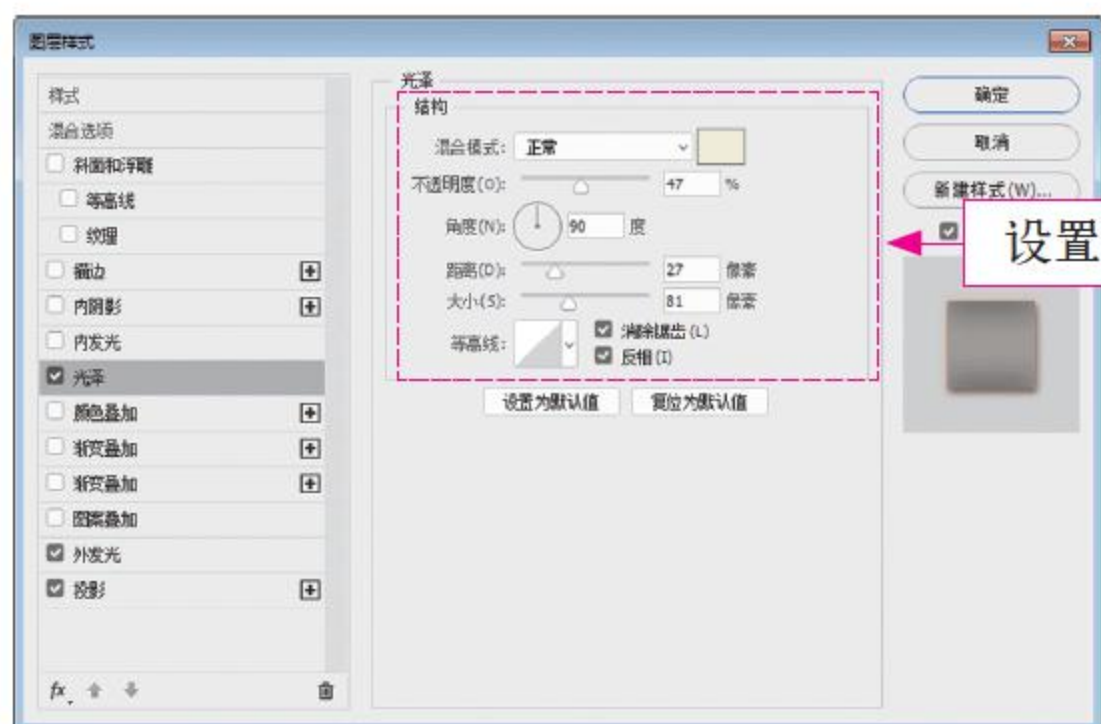 图层样式
样式
混合选项
斜面和浮雕
等高线
纹理
描边
内阴影
内发光
光泽
颜色叠加
渐变叠加
渐变叠加
图案叠加
外发光
投影
fx
光泽
结构
混合模式: 正常
不透明度(O): 47 %
角度(N): 90 度
距离(D): 27 像素
大小(S): 81 像素
等高线:
消除锯齿(L)
反相(I)
设置为默认值 复位为默认值
确定
取消
新建样式(W)...
设置